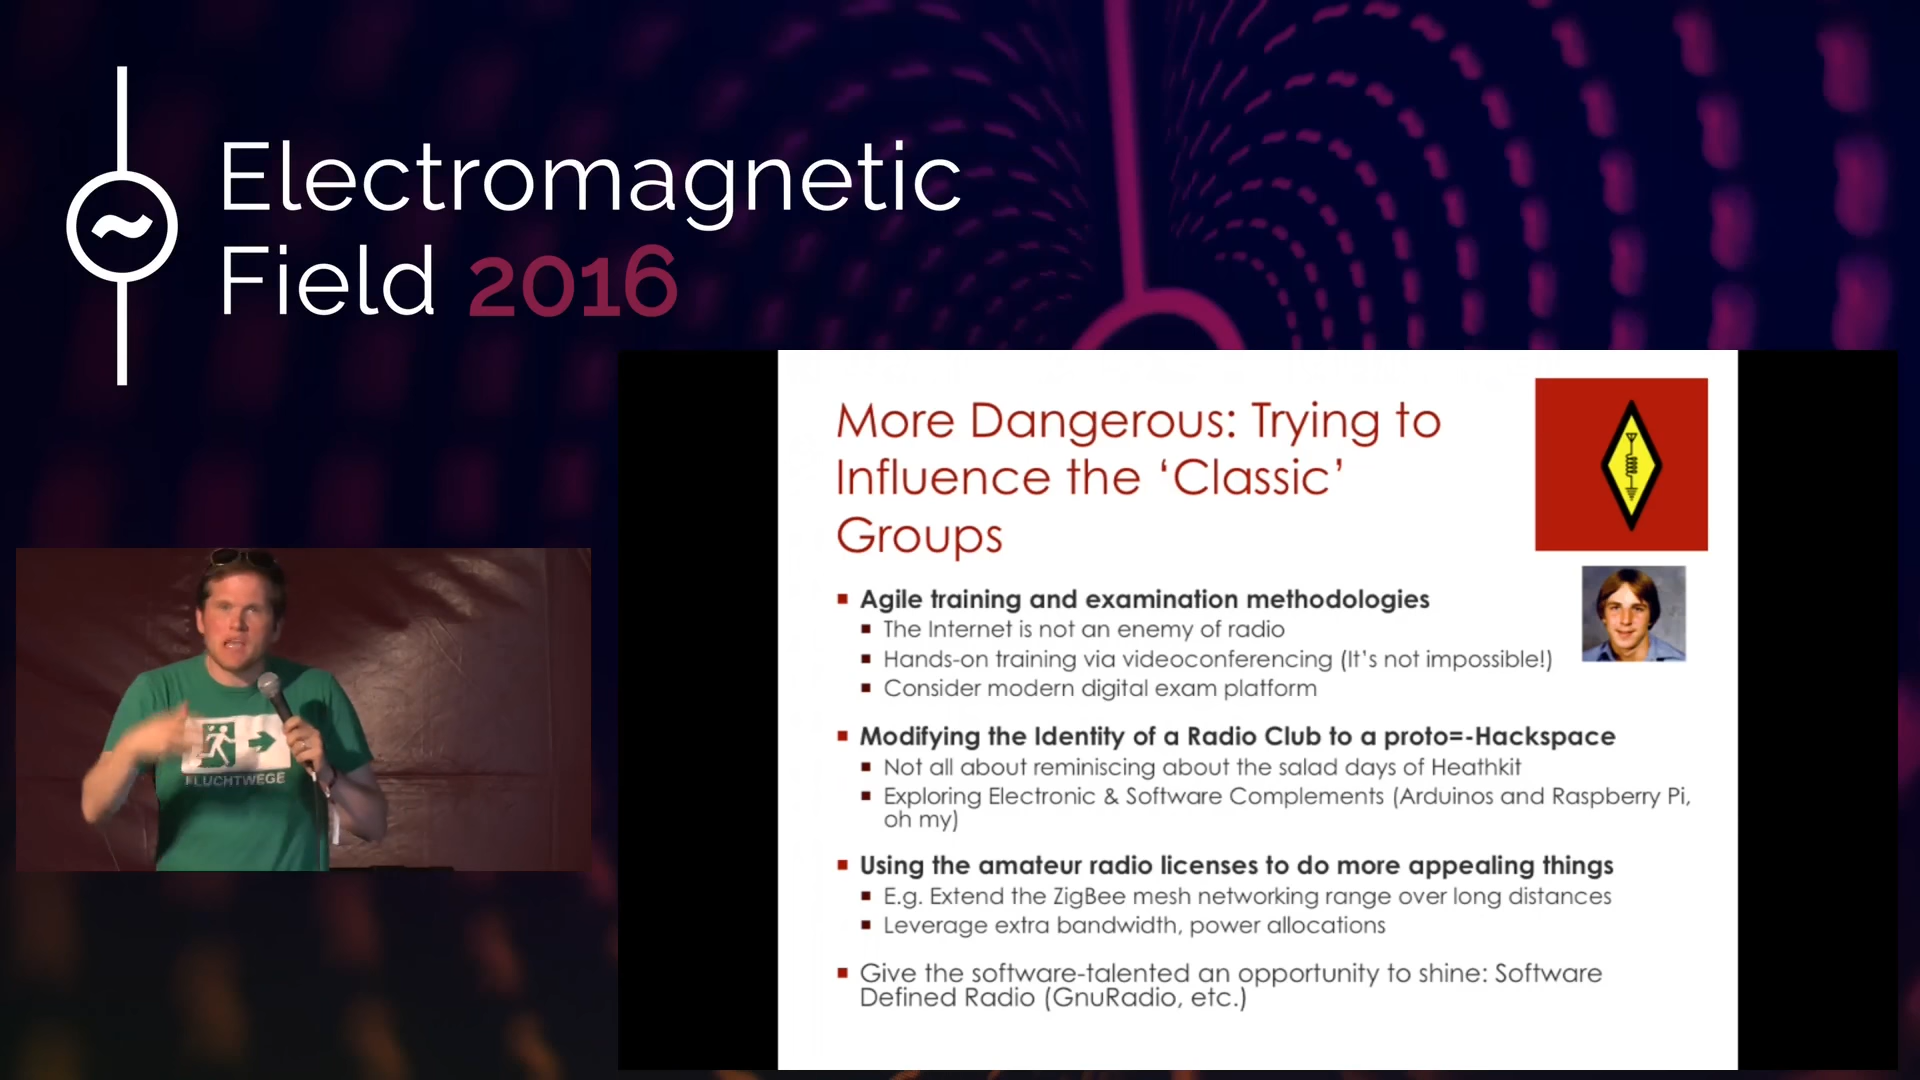 Electromagnetic
Field 2016
More Dangerous: Trying to
Influence the ‘Classic’
Groups
Agile training and examination methodologies
The Internet is not an enemy of radio
Hands-on training via videoconferencing (It’s not impossible!)
Consider modern digital exam platform
Modifying the Identity of a Radio Club to a proto=-Hackspace
Not all about reminiscing about the salad days of Heathkit
Exploring Electronic & Software Complements (Arduinos and Raspberry Pi,
oh my)
Using the amateur radio licenses to do more appealing things
E.g. Extend the ZigBee mesh networking range over long distances
Leverage extra bandwidth, power allocations
Give the software-talented an opportunity to shine: Software
Defined Radio (GnuRadio, etc.)
FLUCHTWEGE